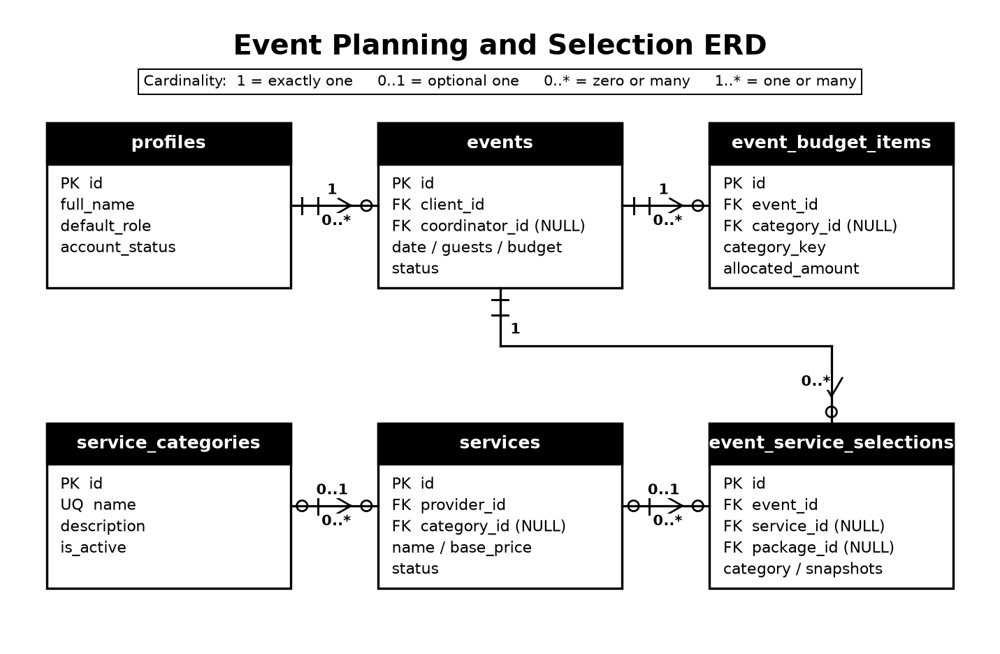 Event Planning and Selection ERD
Cardinality:  1 = exactly one     0..1 = optional one     0..* = zero or many     1..* = one or many
profiles
PK  id
full_name
default_role
account_status
1
0..*
events
PK  id
FK  client_id
FK  coordinator_id (NULL)
date / guests / budget
status
1
0..*
event_budget_items
PK  id
FK  event_id
FK  category_id (NULL)
category_key
allocated_amount
1
0..*
service_categories
PK  id
UQ  name
description
is_active
0..1
0..*
services
PK  id
FK  provider_id
FK  category_id (NULL)
name / base_price
status
0..1
0..*
event_service_selections
PK  id
FK  event_id
FK  service_id (NULL)
FK  package_id (NULL)
category / snapshots